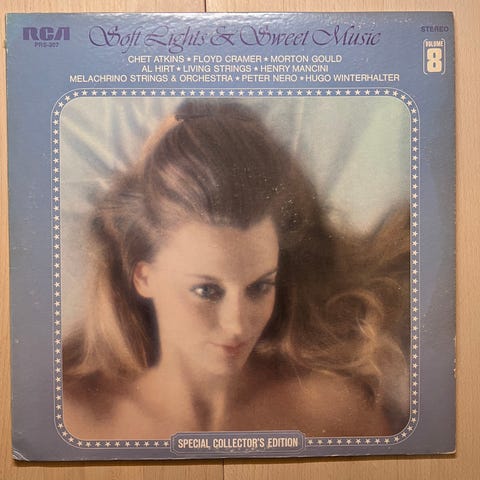 RCA
PRS-307
Soft Lights & Sweet Music
STEREO
VOLUME
8
CHET ATKINS ★ FLOYD CRAMER ★ MORTON GOULD
AL HIRT ★ LIVING STRINGS ★ HENRY MANCINI
MELACHRINO STRINGS & ORCHESTRA ★ PETER NERO ★ HUGO WINTERHALTER
SPECIAL COLLECTOR'S EDITION